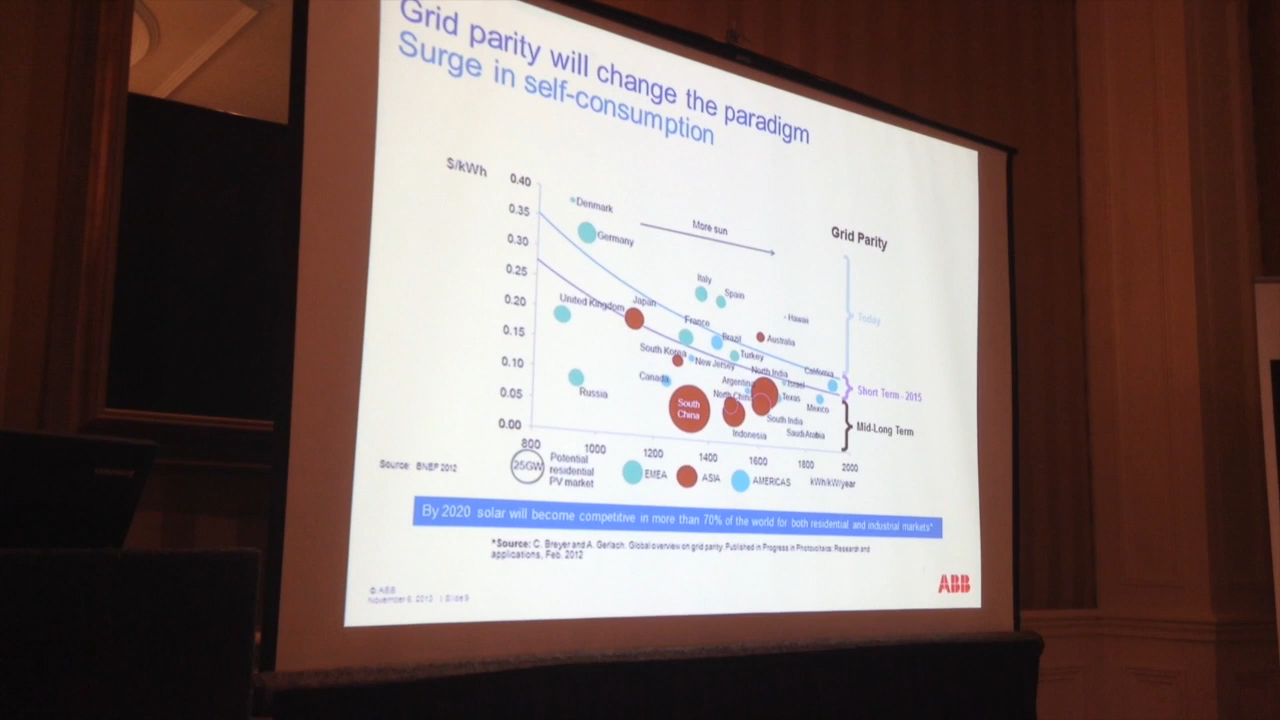 Grid parity will change the paradigm
Surge in self-consumption
$/kWh
0.40
0.35
0.30
0.25
0.20
0.15
0.10
0.05
0.00
800
1000
1200
1400
1600
1800
2000
kWh/kW/year
Denmark
Germany
More sun
Grid Parity
Italy
Spain
United Kingdom
Japan
Hawaii
Today
France
Brazil
Australia
South Korea
New Jersey
Turkey
Canada
Argentina
North India
Israel
California
Short Term - 2015
Russia
South
China
North China
Texas
Mexico
South India
Mid-Long Term
Indonesia
Saudi Arabia
Source: BNEF 2012
25GW
Potential
residential
PV market
EMEA
ASIA
AMERICAS
By 2020 solar will become competitive in more than 70% of the world for both residential and industrial markets*
*Source: C. Breyer and A. Gerlach. Global overview on grid parity. Published in Progress in Photovoltaics: Research and
applications, Feb. 2012
© ABB
November 6, 2013 | Slide
ABB